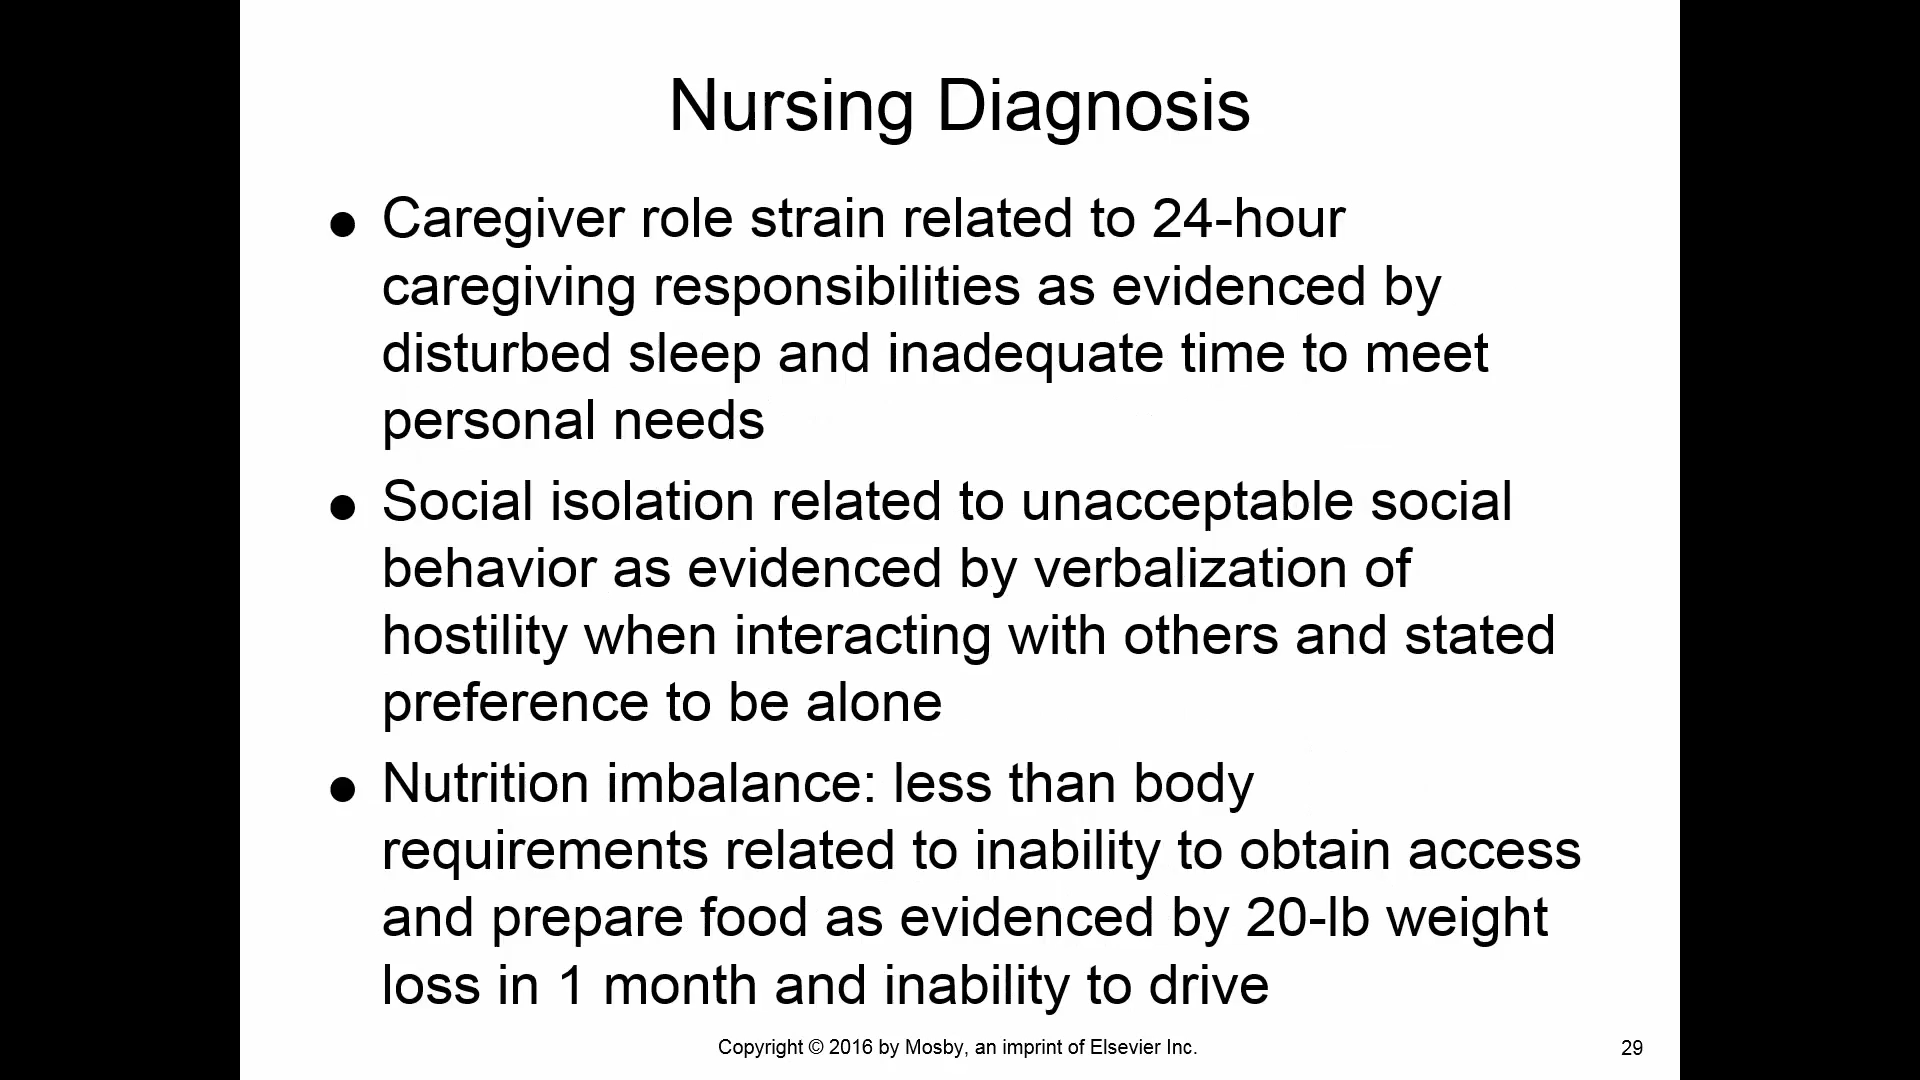 Nursing Diagnosis
● Caregiver role strain related to 24-hour
caregiving responsibilities as evidenced by
disturbed sleep and inadequate time to meet
personal needs
● Social isolation related to unacceptable social
behavior as evidenced by verbalization of
hostility when interacting with others and stated
preference to be alone
● Nutrition imbalance: less than body
requirements related to inability to obtain access
and prepare food as evidenced by 20-lb weight
loss in 1 month and inability to drive
Copyright © 2016 by Mosby, an imprint of Elsevier Inc.
29